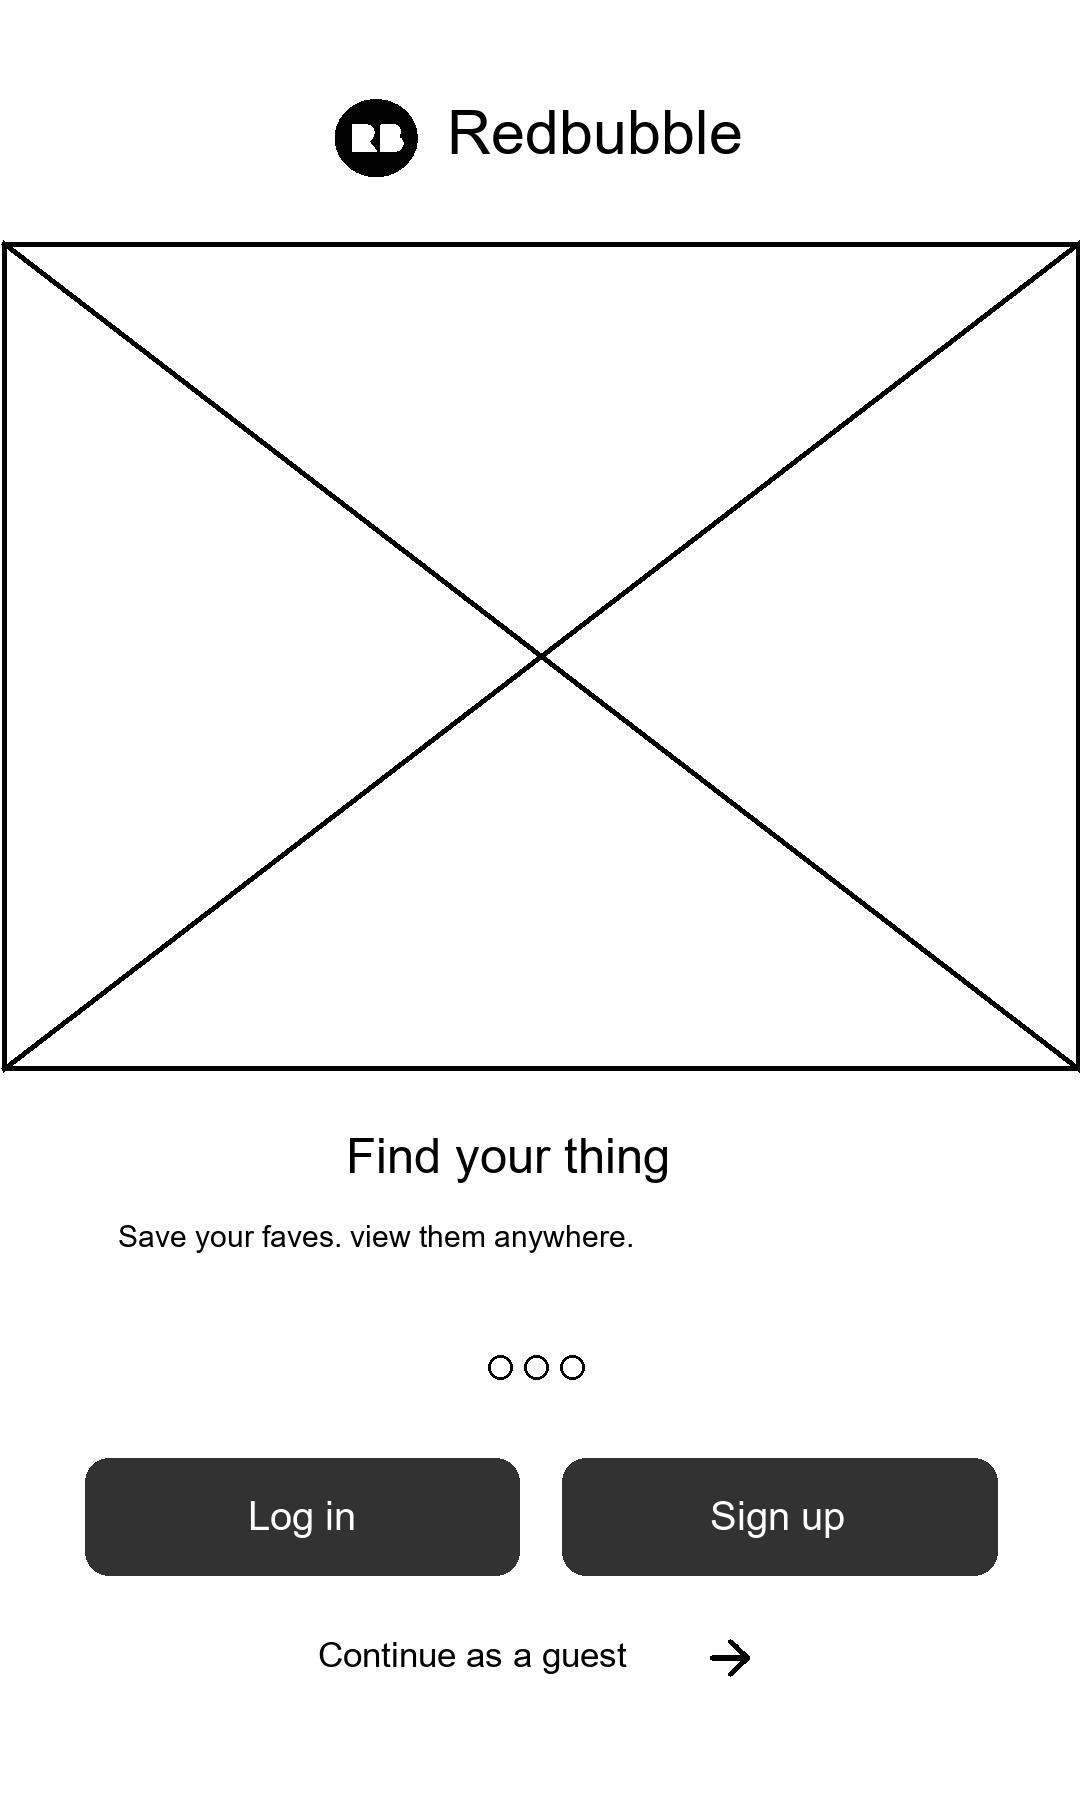 RB Redbubble
Find your thing
Save your faves. view them anywhere.
Log in
Sign up
Continue as a guest